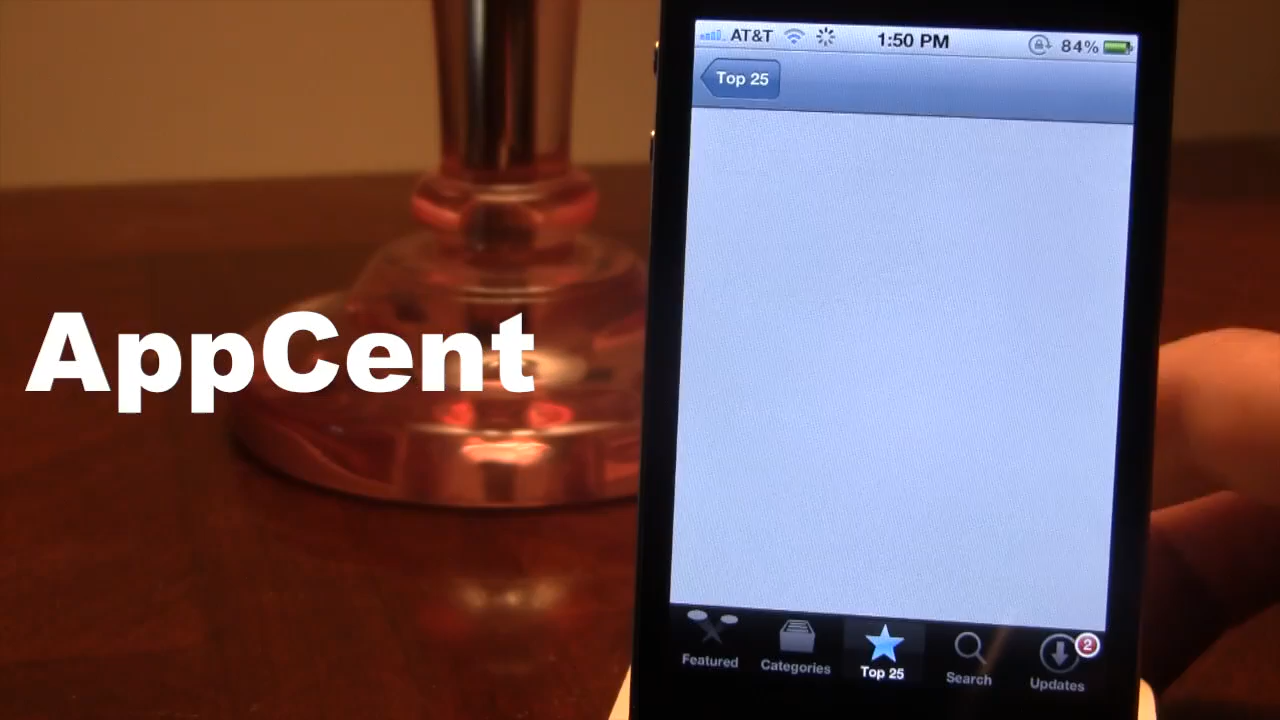 AT&T 1:50 PM 84%
Top 25
AppCent
Featured Categories Top 25 Search Updates
2